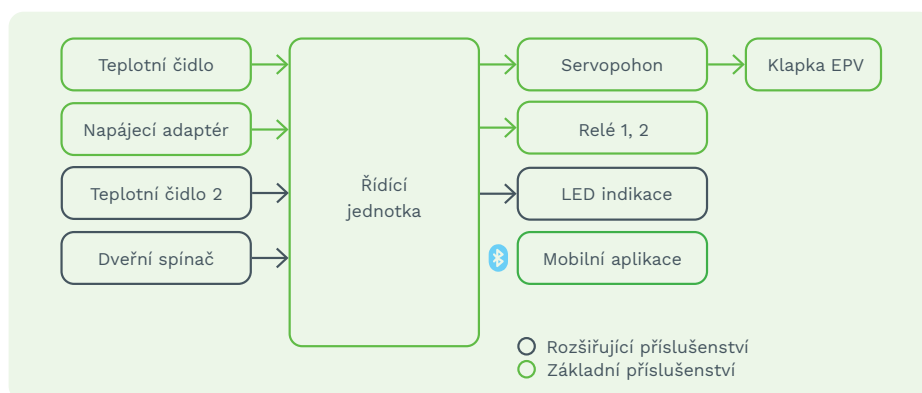 Teplotní čidlo
Napájecí adaptér
Teplotní čidlo 2
Dveřní spínač
Řídící
jednotka
Servopohon
Klapka EPV
Relé 1, 2
LED indikace
Mobilní aplikace
Rozšiřující příslušenství
Základní příslušenství